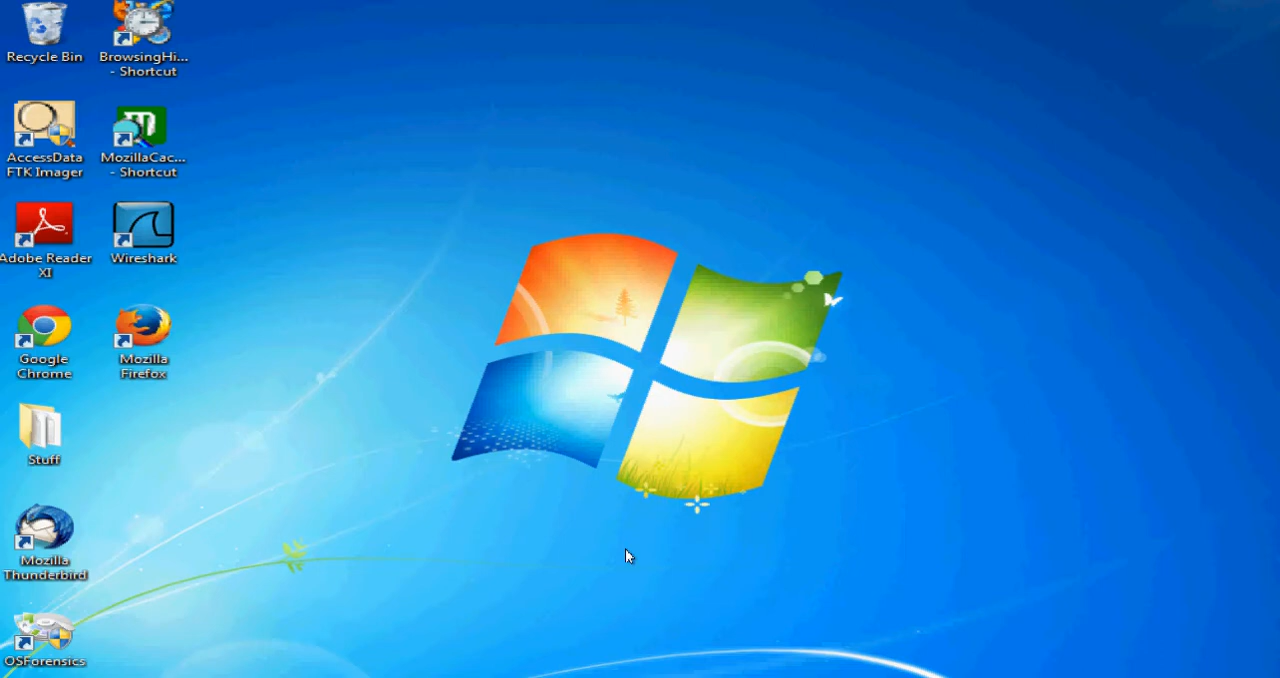 Recycle Bin
BrowsingHi...
- Shortcut
AccessData
FTK Imager
MozillaCac...
- Shortcut
Adobe Reader
XI
Wireshark
Google
Chrome
Mozilla
Firefox
Stuff
Mozilla
Thunderbird
OSForensics